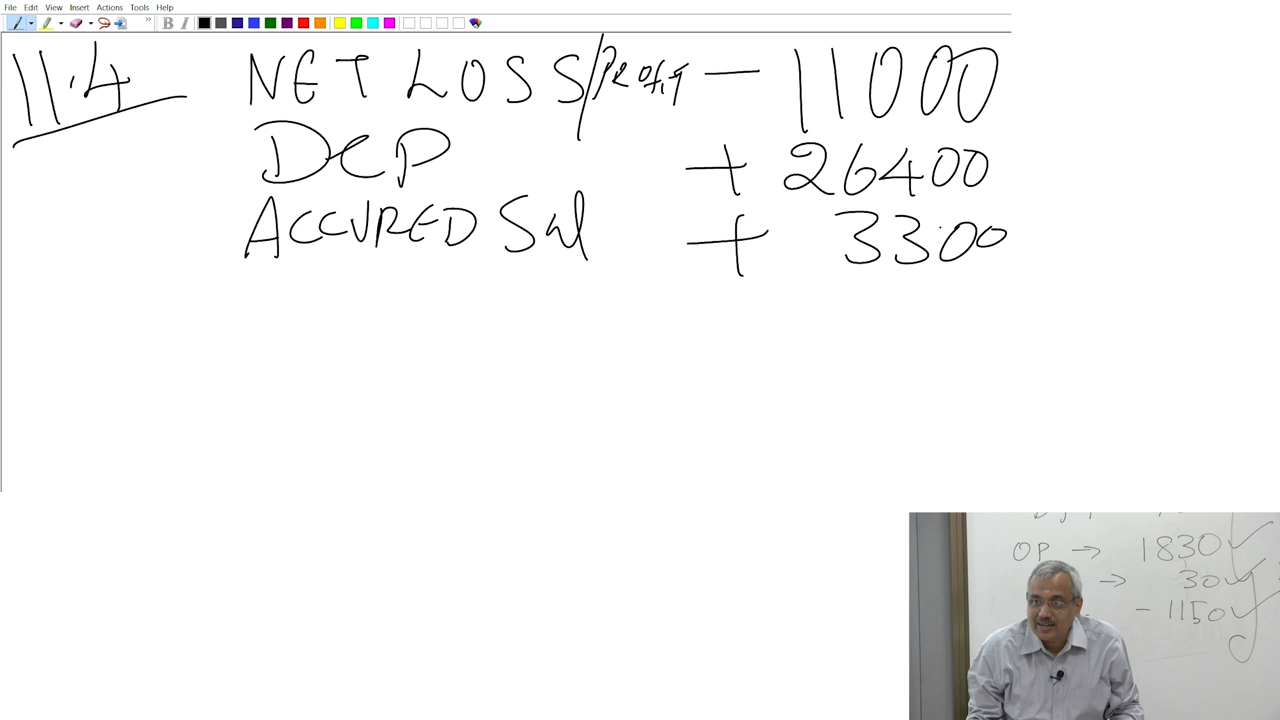 File Edit View Insert Actions Tools Help
11.4 NET LOSS/PROFIT - 11000
DEP + 26400
ACCURED Sal + 3300
OP → 1830
→ 30
- 1150